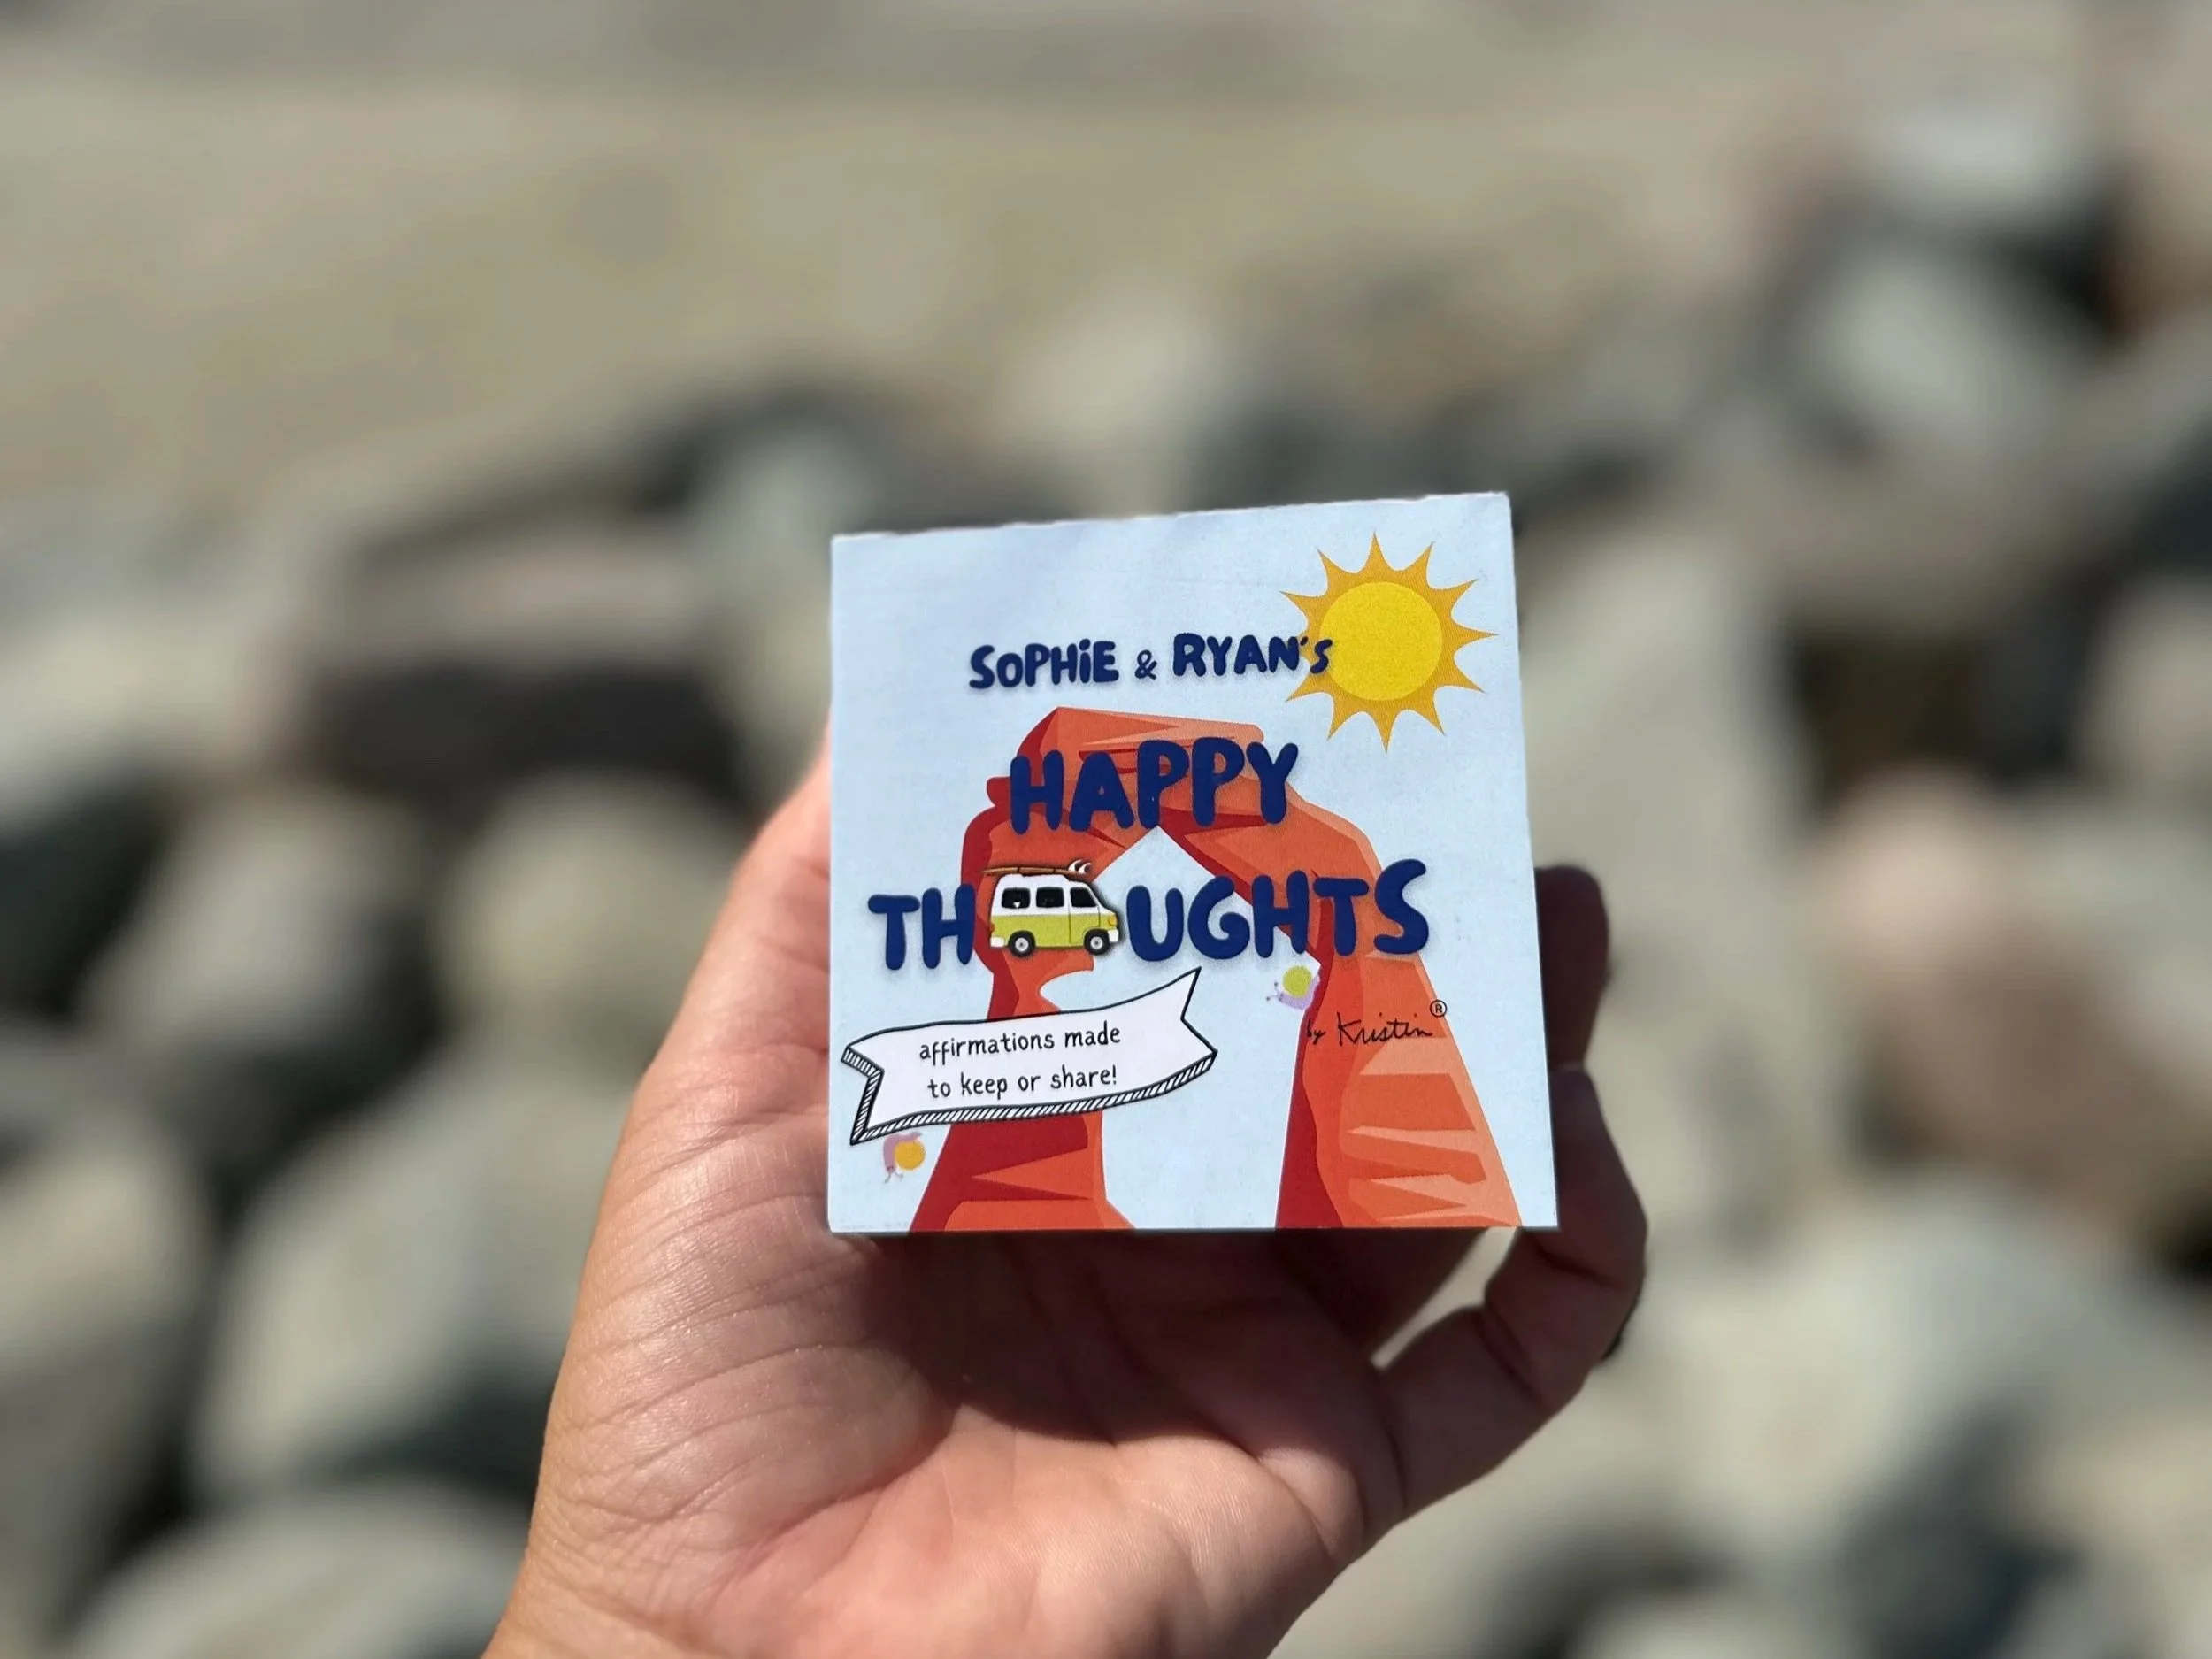 SOPHiE & RYAN'S
HAPPY
THOUGHTS
by Kristin®
affirmations made
to keep or share!